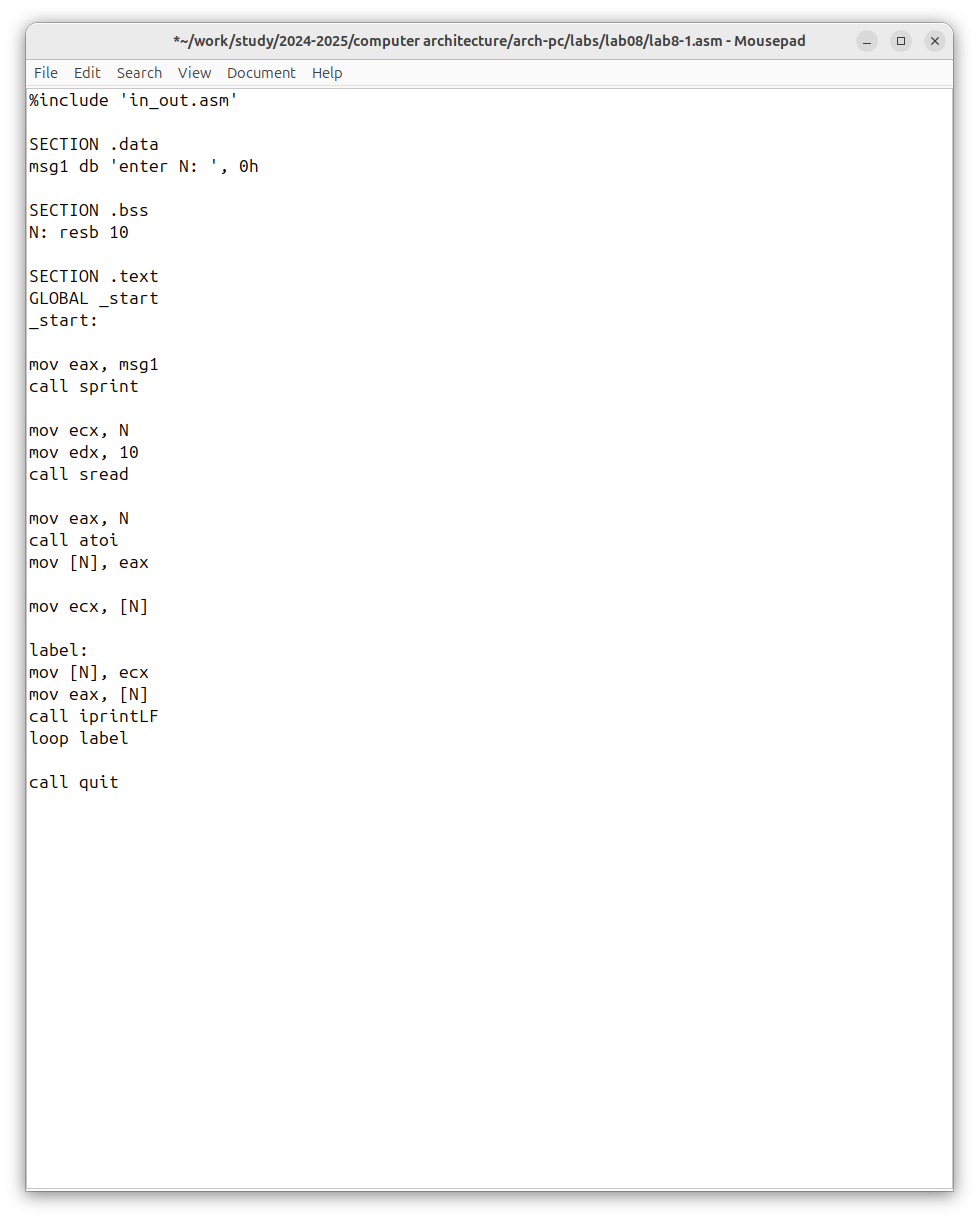 *~/work/study/2024-2025/computer architecture/arch-pc/labs/lab08/lab8-1.asm - Mousepad
File Edit Search View Document Help
%include 'in_out.asm'
SECTION .data
msg1 db 'enter N: ', 0h
SECTION .bss
N: resb 10
SECTION .text
GLOBAL _start
_start:
mov eax, msg1
call sprint
mov ecx, N
mov edx, 10
call sread
mov eax, N
call atoi
mov [N], eax
mov ecx, [N]
label:
mov [N], ecx
mov eax, [N]
call iprintLF
loop label
call quit